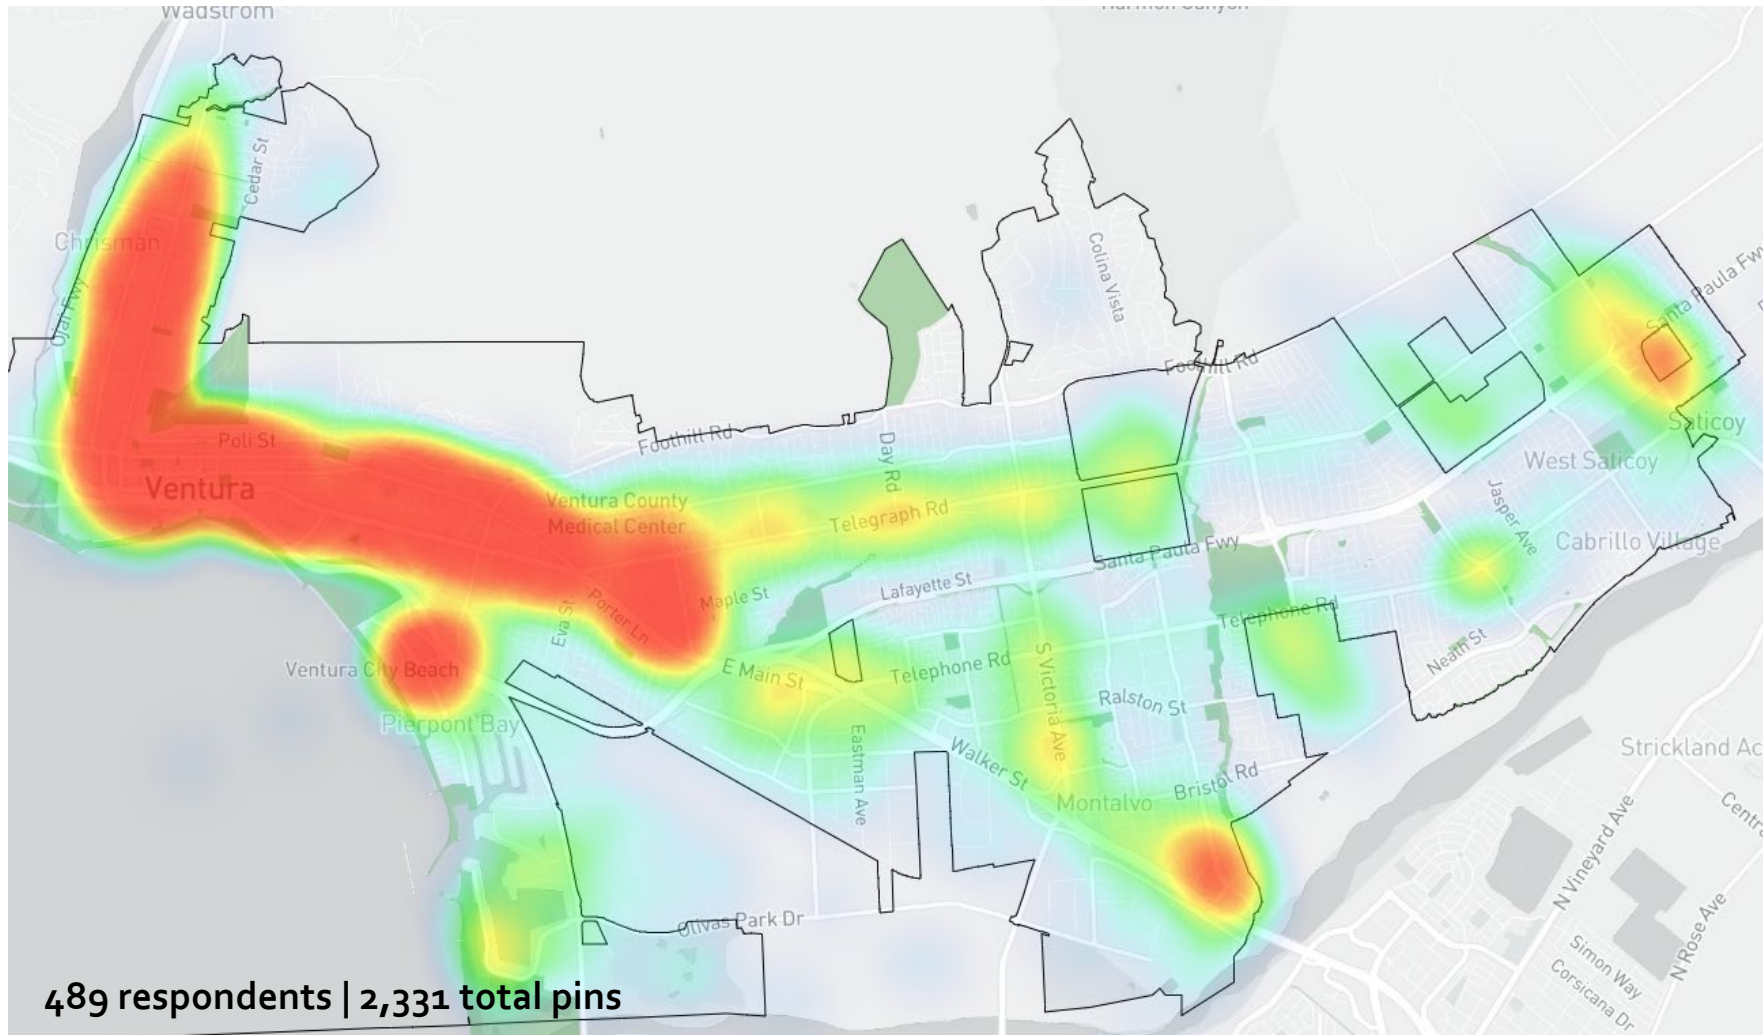 Wadstrom
Harmon Canyon
Cedar St
Chrisman
Ojai Fwy
Colina Vista
Santa Paula Fwy
Foothill Rd
Poli St
Foothill Rd
Day Rd
Saticoy
West Saticoy
Ventura
Ventura County
Medical Center
Telegraph Rd
Jasper Ave
Santa Paula Fwy
Cabrillo Village
Lafayette St
Maple St
Porter Ln
Eva St
Telephone Rd
Neath St
Ventura City Beach
E Main St
Telephone Rd
S Victoria Ave
Ralston St
Pierpont Bay
Eastman Ave
Walker St
Strickland Ac
Bristol Rd
Montalvo
Centra
N Vineyard Ave
Olivas Park Dr
N Rose Ave
Simon Way
Corsicana Dr
489 respondents | 2,331 total pins